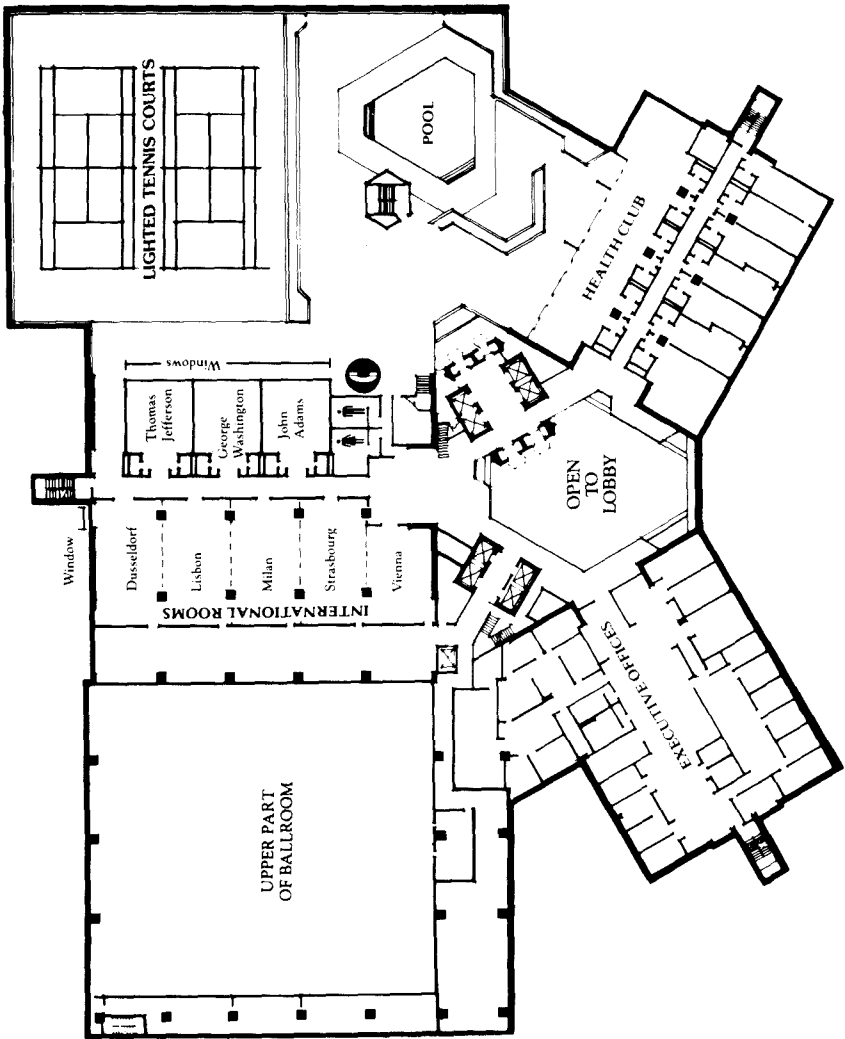 LIGHTED TENNIS COURTS
POOL
HEALTH CLUB
Windows
Thomas
Jefferson
George
Washington
John
Adams
OPEN
TO
LOBBY
Window
Dusseldorf
Lisbon
Milan
Strasbourg
Vienna
INTERNATIONAL ROOMS
EXECUTIVE OFFICES
UPPER PART
OF BALLROOM